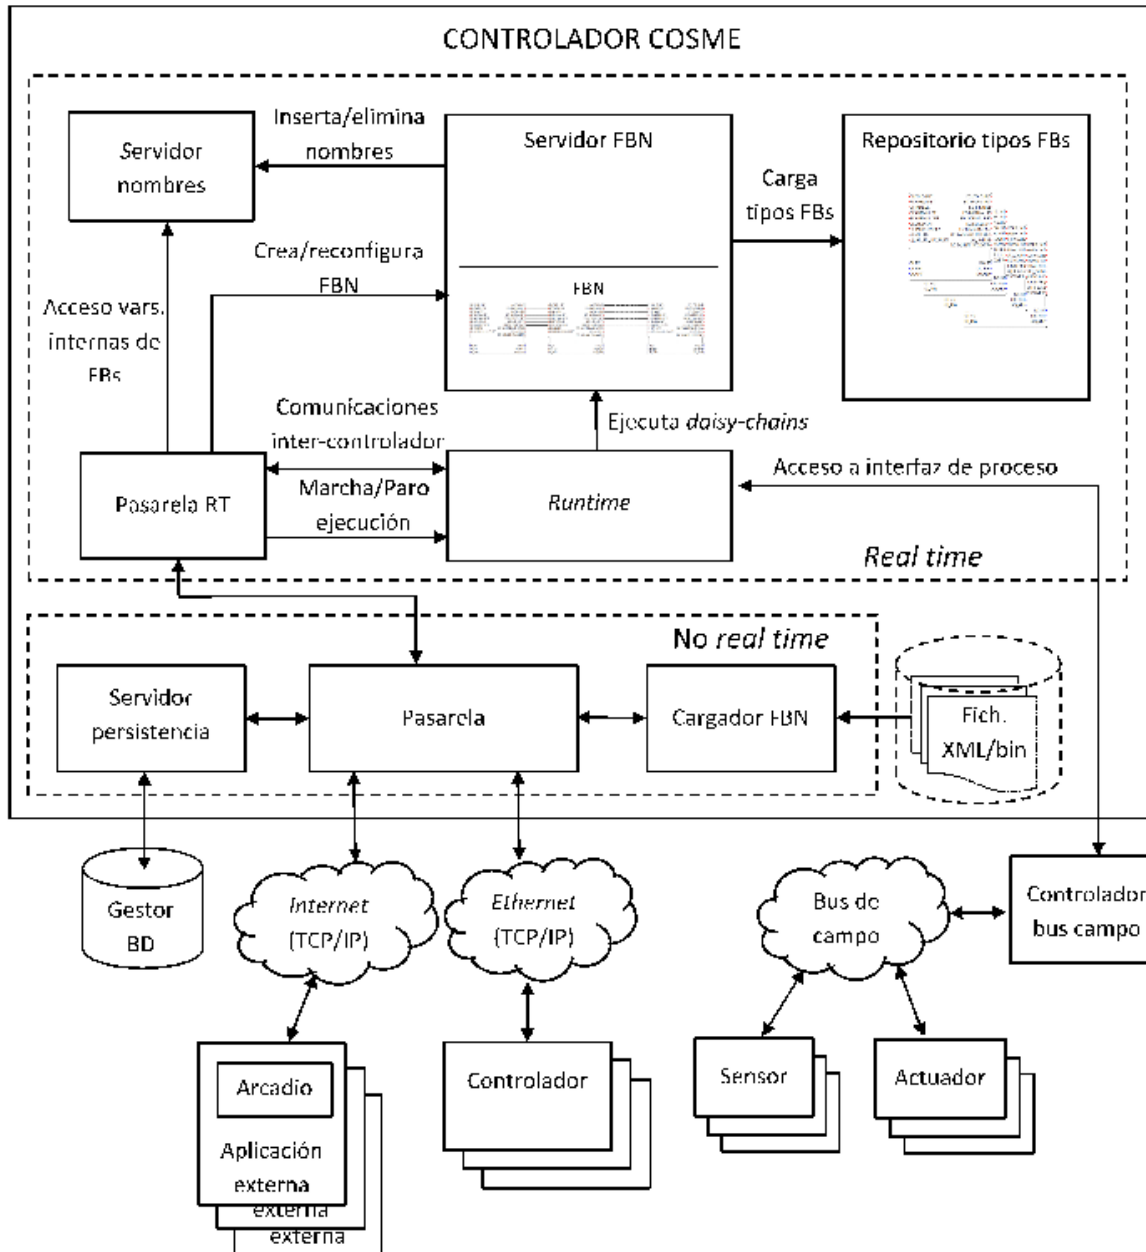 CONTROLADOR COSME
Servidor
nombres
Inserta/elimina
nombres
Servidor FBN
Carga
tipos FBs
Repositorio tipos FBs
Crea/reconfigura
FBN
FBN
Acceso vars.
internas de
FBs
Comunicaciones
inter-controlador
Ejecuta daisy-chains
Acceso a interfaz de proceso
Pasarela RT
Marcha/Paro
ejecución
Runtime
Real time
No real time
Servidor
persistencia
Pasarela
Cargador FBN
Fich.
XML/bin
Gestor
BD
Internet
(TCP/IP)
Ethernet
(TCP/IP)
Bus de
campo
Controlador
bus campo
Arcadio
Aplicación
externa
externa
externa
Controlador
Sensor
Actuador